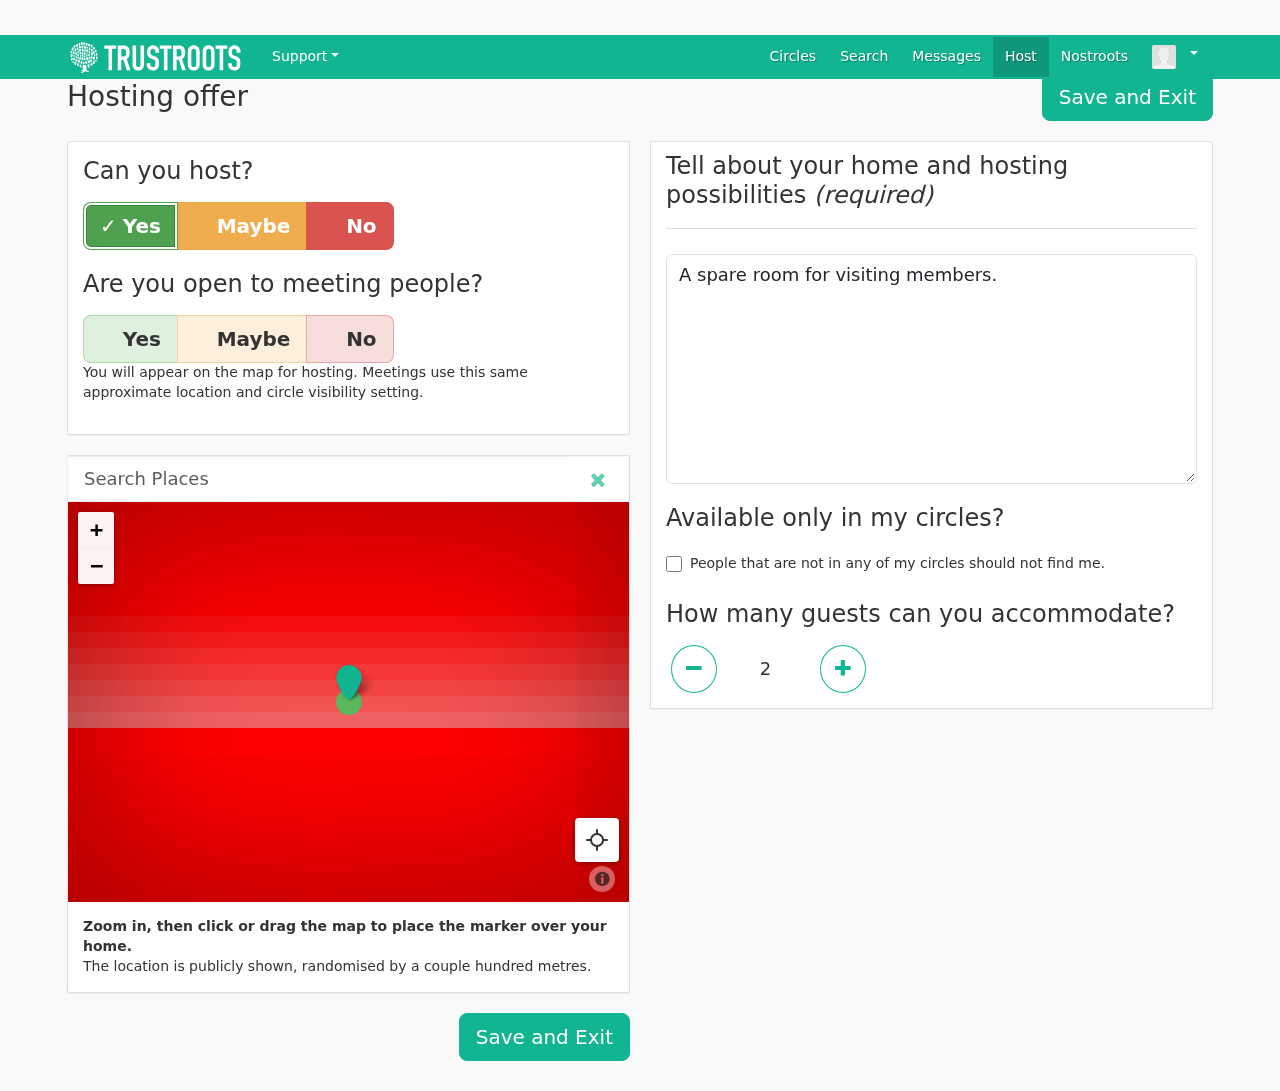 TRUSTROOTS
Support
Circles
Search
Messages
Host
Nostroots
Hosting offer
Save and Exit
Can you host?
✓ Yes
Maybe
No
Are you open to meeting people?
Yes
Maybe
No
You will appear on the map for hosting. Meetings use this same
approximate location and circle visibility setting.
Search Places
+
−
Zoom in, then click or drag the map to place the marker over your
home.
The location is publicly shown, randomised by a couple hundred metres.
Save and Exit
Tell about your home and hosting
possibilities (required)
A spare room for visiting members.
Available only in my circles?
People that are not in any of my circles should not find me.
How many guests can you accommodate?
2